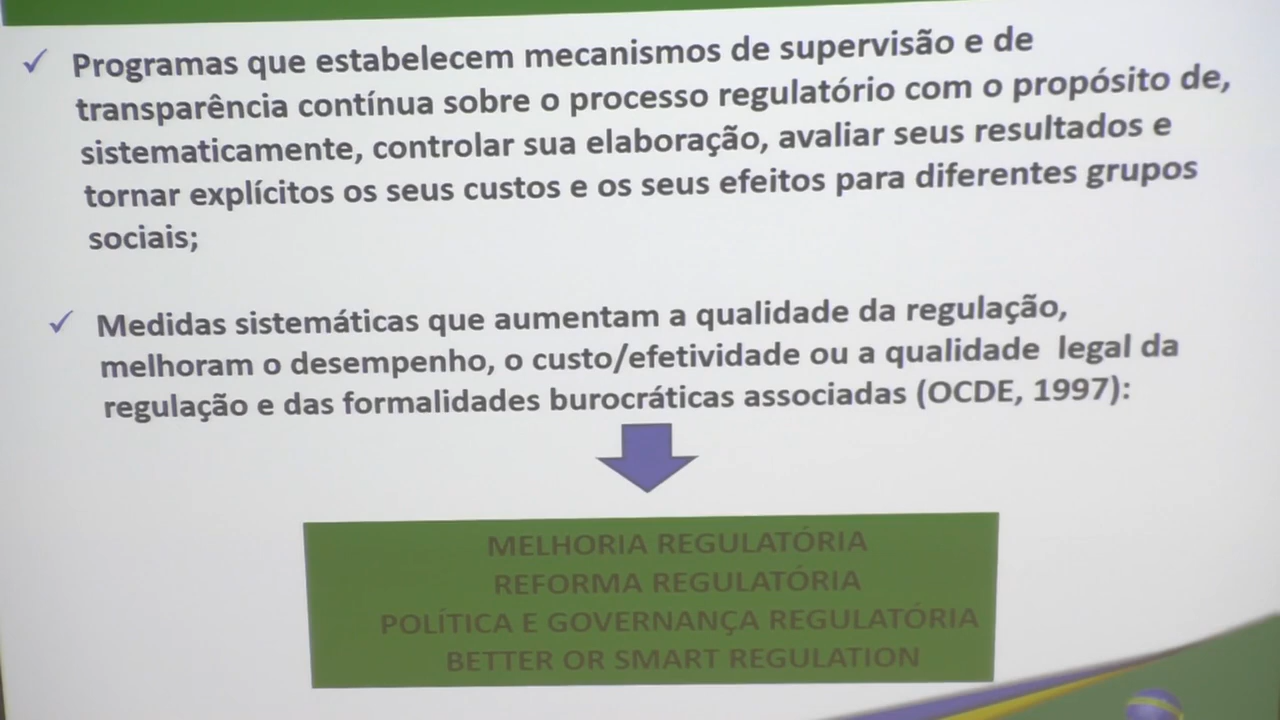 ✓ Programas que estabelecem mecanismos de supervisão e de
transparência contínua sobre o processo regulatório com o propósito de,
sistematicamente, controlar sua elaboração, avaliar seus resultados e
tornar explícitos os seus custos e os seus efeitos para diferentes grupos
sociais;
✓ Medidas sistemáticas que aumentam a qualidade da regulação,
melhoram o desempenho, o custo/efetividade ou a qualidade legal da
regulação e das formalidades burocráticas associadas (OCDE, 1997):
MELHORIA REGULATÓRIA
REFORMA REGULATÓRIA
POLÍTICA E GOVERNANÇA REGULATÓRIA
BETTER OR SMART REGULATION